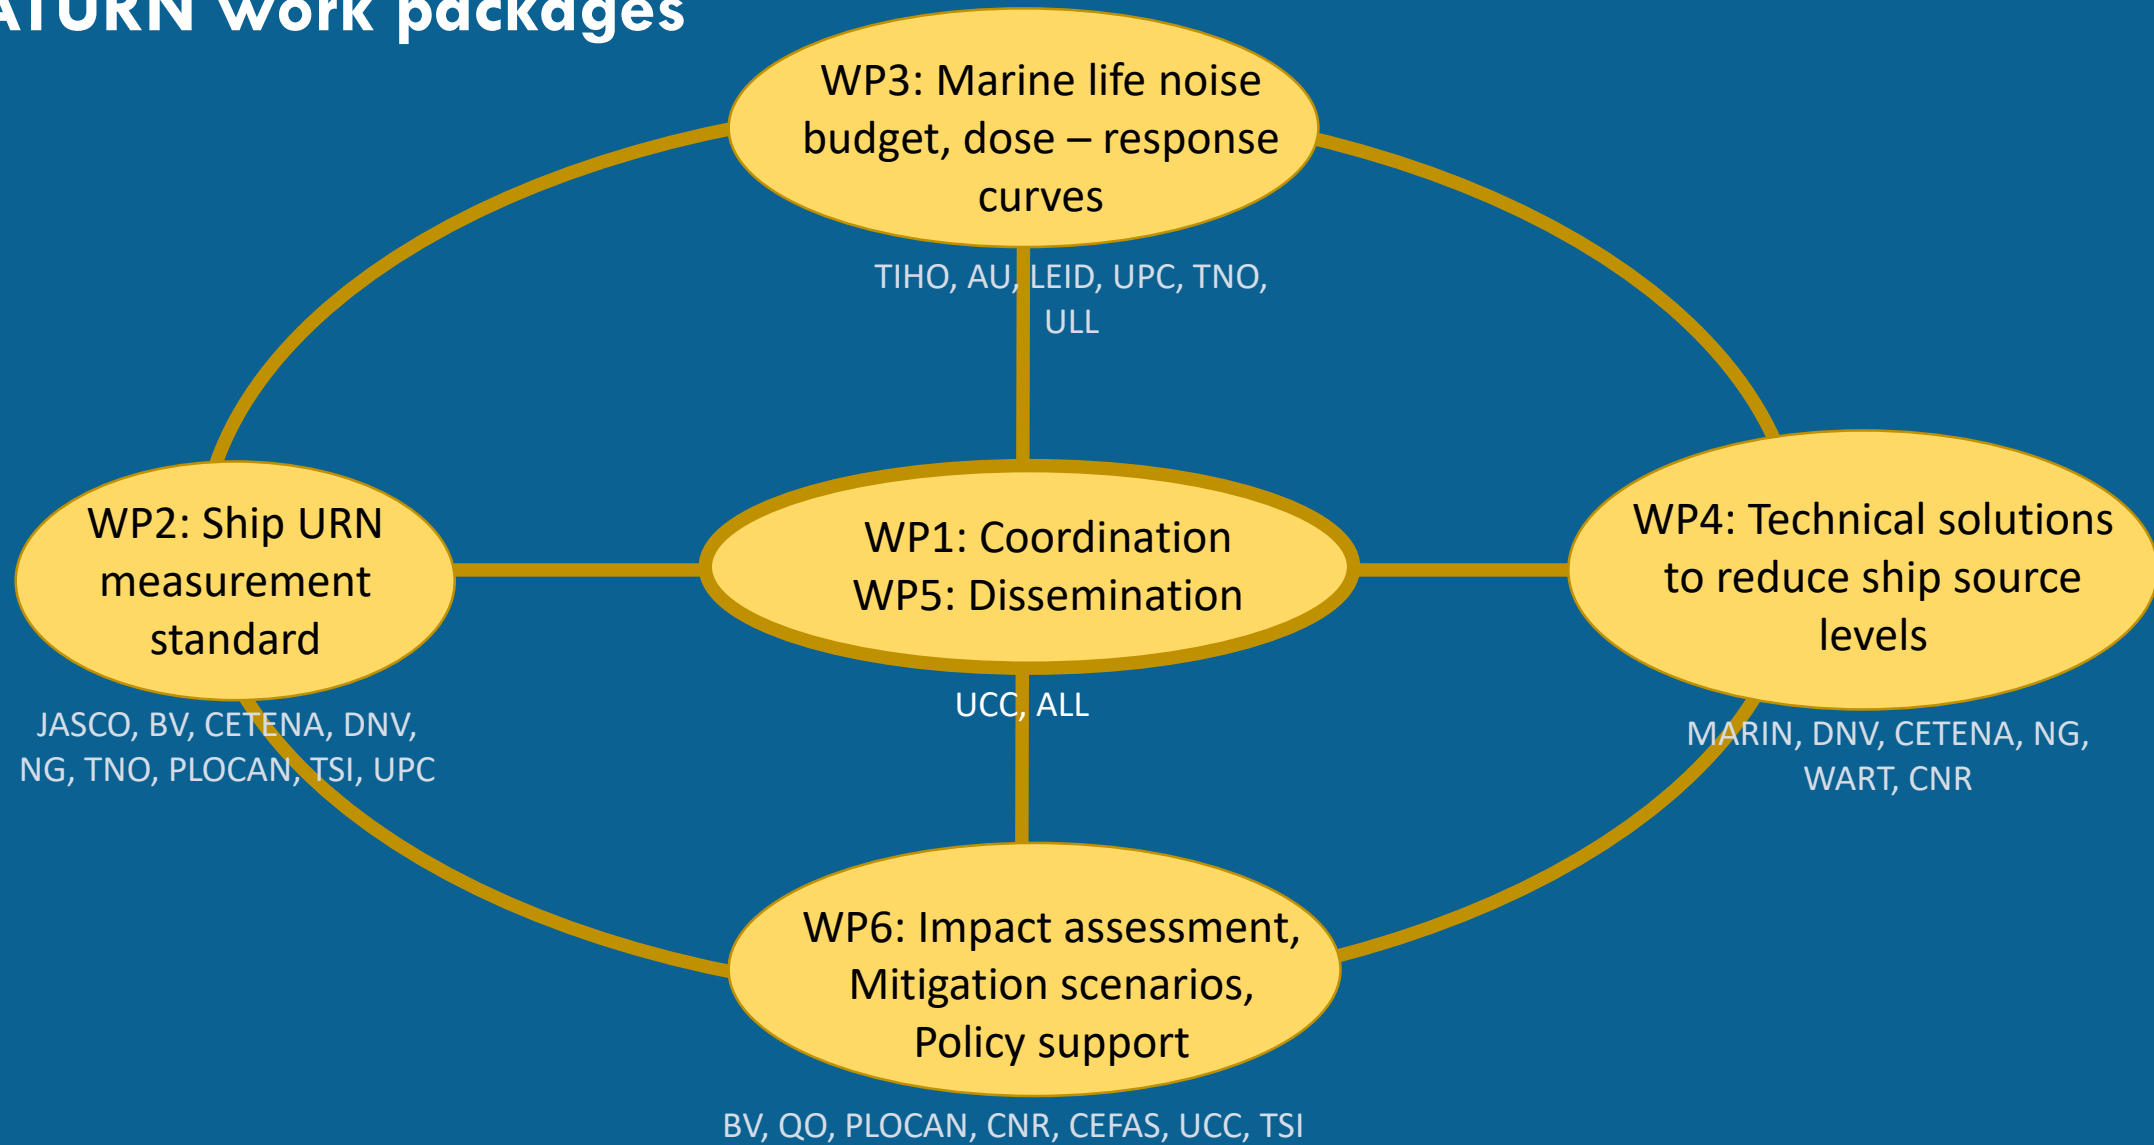 ATURN work packages
WP3: Marine life noise
budget, dose – response
curves
TIHO, AU, LEID, UPC, TNO,
ULL
WP2: Ship URN
measurement
standard
JASCO, BV, CETENA, DNV,
NG, TNO, PLOCAN, TSI, UPC
WP1: Coordination
WP5: Dissemination
UCC, ALL
WP4: Technical solutions
to reduce ship source
levels
MARIN, DNV, CETENA, NG,
WART, CNR
WP6: Impact assessment,
Mitigation scenarios,
Policy support
BV, QO, PLOCAN, CNR, CEFAS, UCC, TSI